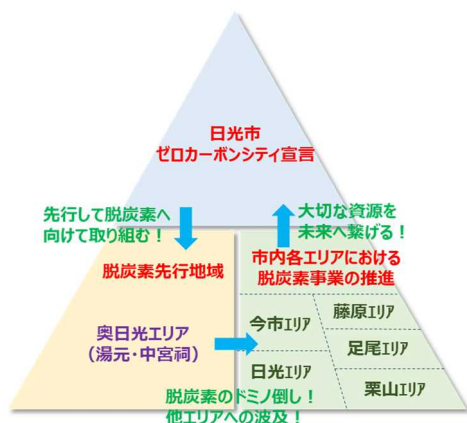 日光市
ゼロカーボンシティ宣言
先行して脱炭素へ
向けて取り組む！
大切な資源を
未来へ繋げる！
脱炭素先行地域
市内各エリアにおける
脱炭素事業の推進
奥日光エリア
（湯元・中宮祠）
今市エリア
藤原エリア
足尾エリア
日光エリア
栗山エリア
脱炭素のドミノ倒し！
他エリアへの波及！